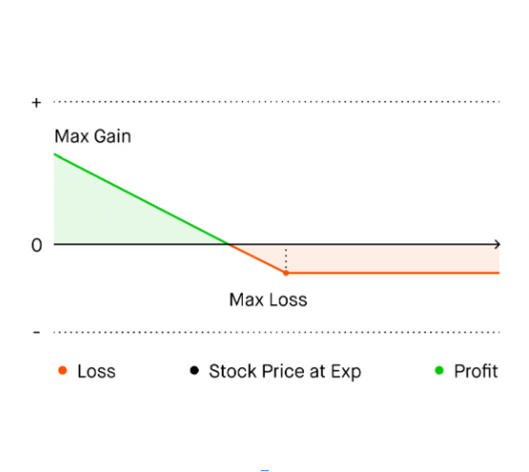 +
Max Gain
0
Max Loss
-
Loss
Stock Price at Exp
Profit